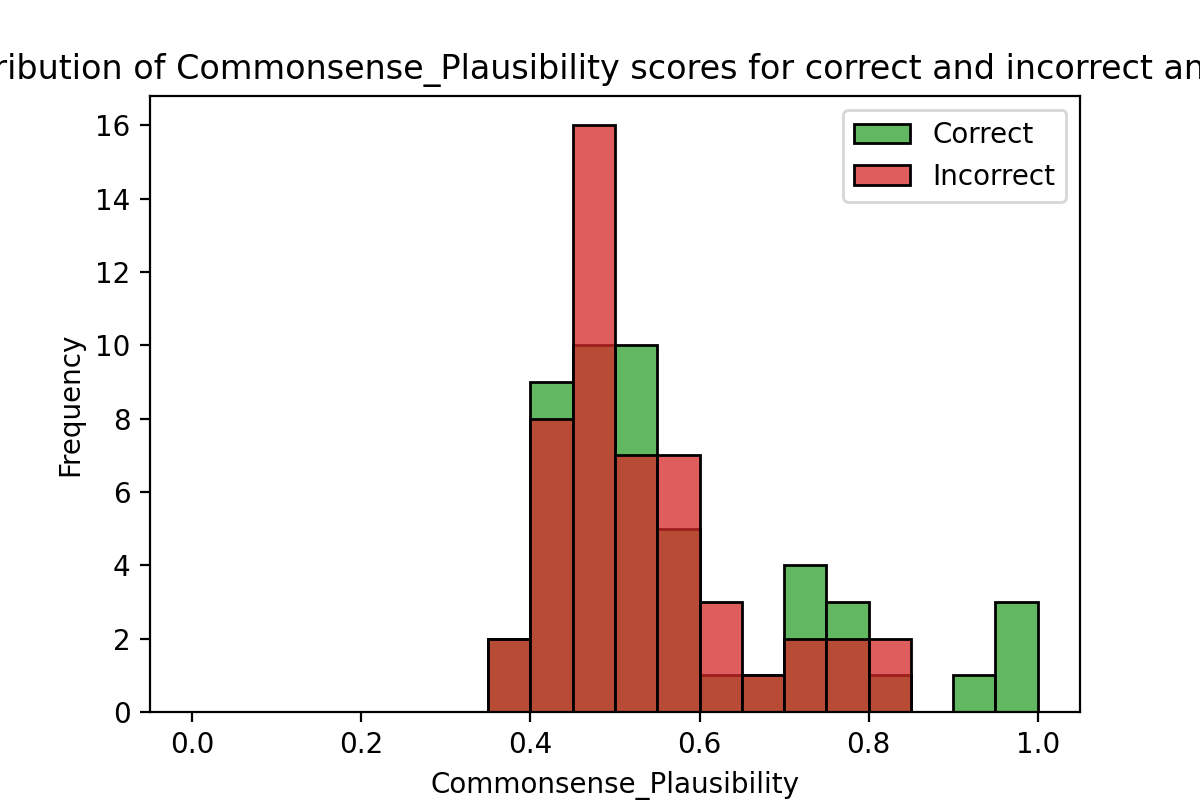 ribution of Commonsense_Plausibility scores for correct and incorrect an
Correct
Incorrect
Frequency
16
14
12
10
8
6
4
2
0
0.0 0.2 0.4 0.6 0.8 1.0
Commonsense_Plausibility